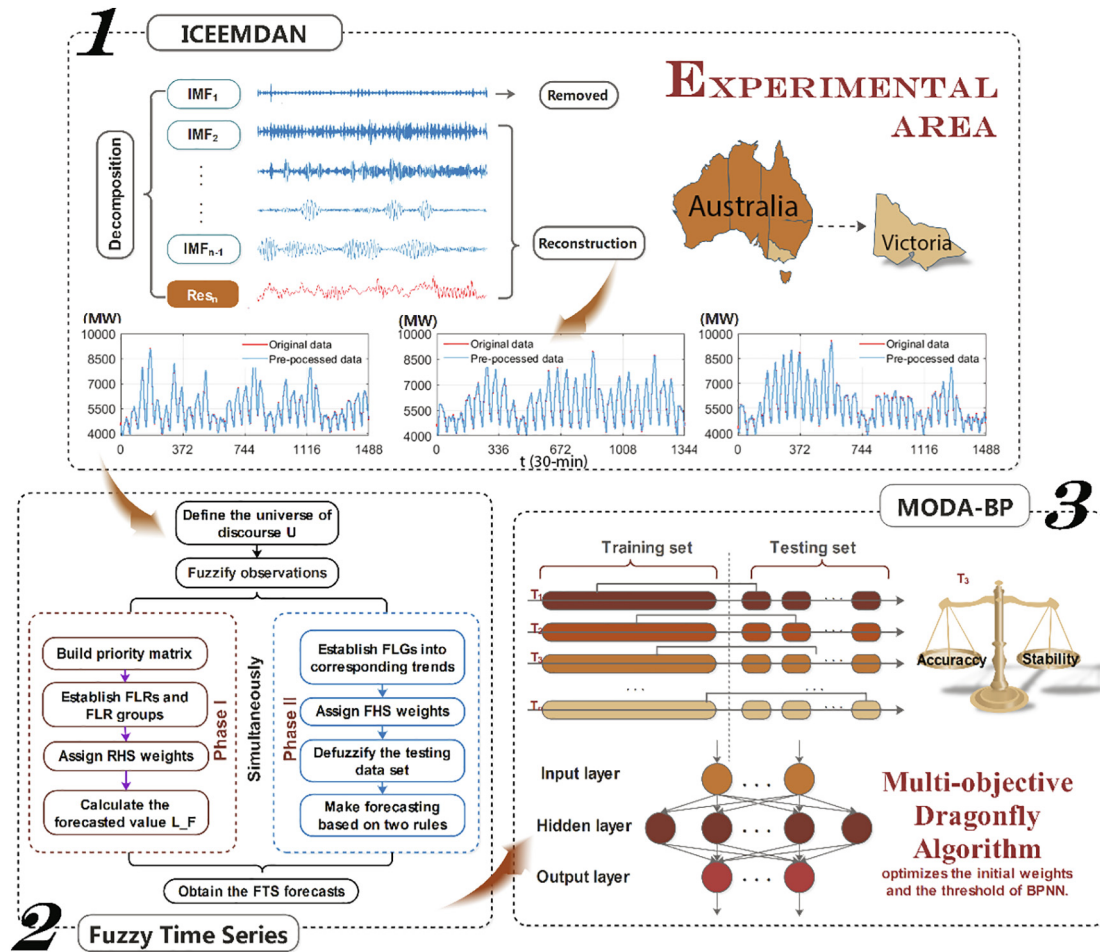 1 ICEEMDAN
EXPERIMENTAL
AREA
IMF1
Removed
IMF2
Decomposition
Reconstruction
IMFn-1
Resn
Australia
Victoria
(MW)
10000
8500
7000
5500
4000
Original data
Pre-pocessed data
0 372 744 1116 1488
(MW)
10000
8500
7000
5500
4000
Original data
Pre-pocessed data
0 336 672 1008 1344
t (30-min)
(MW)
10000
8500
7000
5500
4000
Original data
Pre-pocessed data
0 372 744 1116 1488
Define the universe of
discourse U
Fuzzify observations
Build priority matrix
Establish FLRs and
FLR groups
Assign RHS weights
Calculate the
forecasted value L_F
Phase I
Simultaneously
Phase II
Establish FLGs into
corresponding trends
Assign FHS weights
Defuzzify the testing
data set
Make forecasting
based on two rules
Obtain the FTS forecasts
2 Fuzzy Time Series
MODA-BP 3
Training set Testing set
T1
T2
T3
T3
Accuraccy
Stability
Input layer
Hidden layer
Output layer
Multi-objective
Dragonfly
Algorithm
optimizes the initial weights
and the threshold of BPNN.